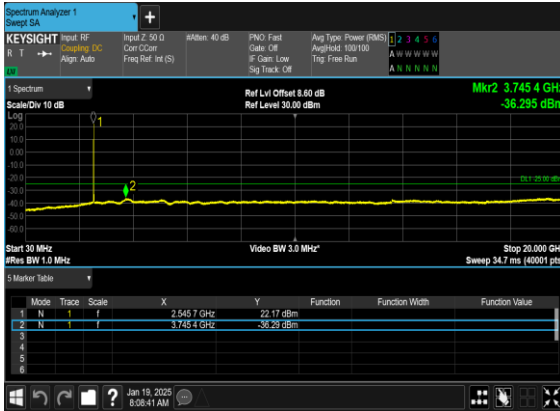 Spectrum Analyzer 1
Swept SA
+
KEYSIGHT Input: RF Input Z: 50 Ω #Atten: 40 dB PNO: Fast Avg Type: Power (RMS) 1 2 3 4 5 6
R T Coupling: DC Corr CCorr Gate: Off Avg|Hold: 100/100 A W W W W W
Align: Auto Freq Ref: Int (S) IF Gain: Low Trig: Free Run
Sig Track: Off A N N N N N
1 Spectrum
Ref Lvl Offset 8.60 dB Mkr2 3.745 4 GHz
Scale/Div 10 dB Ref Level 30.00 dBm -36.295 dBm
Log
20.0
10.0
0.00
-10.0
-20.0
-30.0
-40.0
-50.0
-60.0
1
2
DL1 -25.00 dBm
Start 30 MHz Video BW 3.0 MHz* Stop 20.000 GH
#Res BW 1.0 MHz Sweep 34.7 ms (40001 pts
5 Marker Table
Mode Trace Scale X Y Function Function Width Function Value
1 N 1 f 2.545 7 GHz 22.17 dBm
2 N 1 f 3.745 4 GHz -36.29 dBm
3
4
5
6
? Jan 19, 2025
8:08:41 AM